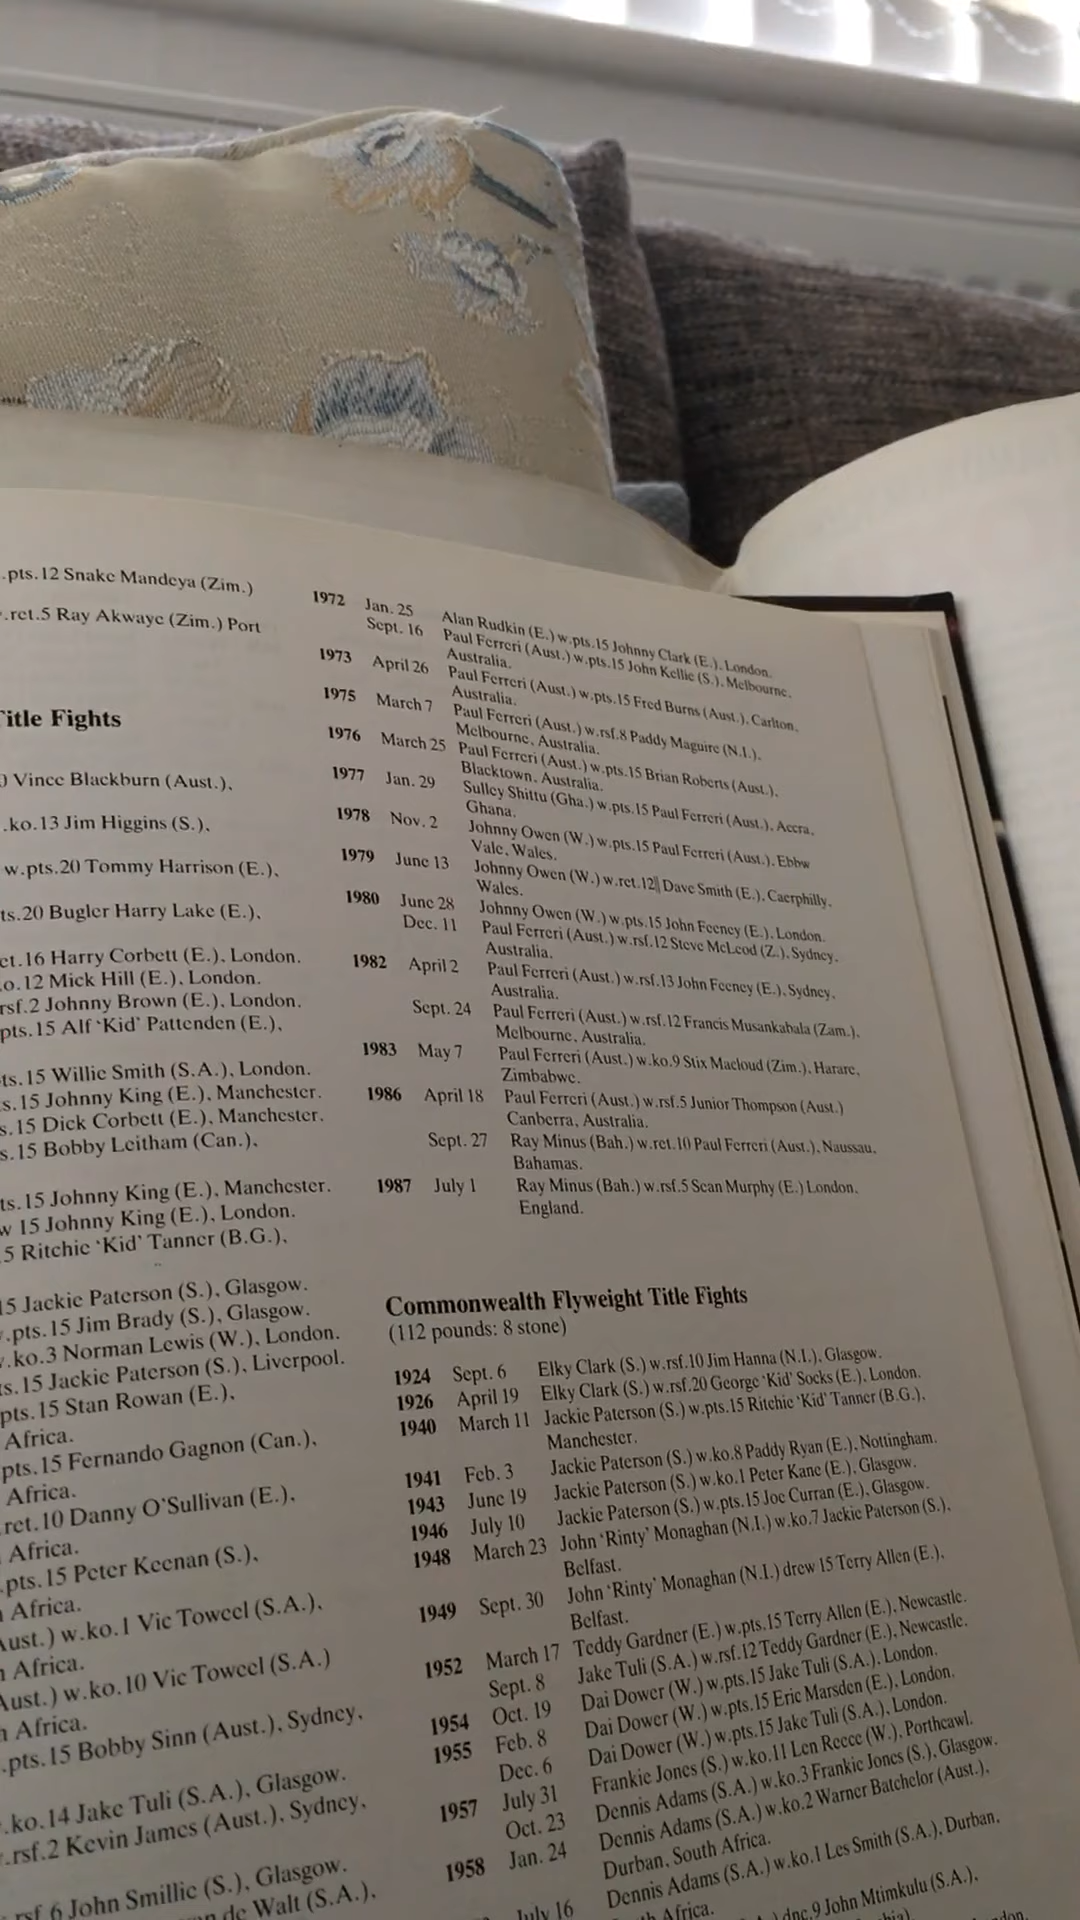 .pts.12 Snake Mandeya (Zim.)
.ret.5 Ray Akwaye (Zim.) Port
Title Fights
Vince Blackburn (Aust.),
.ko.13 Jim Higgins (S.),
w.pts.20 Tommy Harrison (E.),
ts.20 Bugler Harry Lake (E.),
et.16 Harry Corbett (E.), London.
o.12 Mick Hill (E.), London.
rsf.2 Johnny Brown (E.), London.
pts.15 Alf ‘Kid’ Pattenden (E.),
ts.15 Willie Smith (S.A.), London.
s.15 Johnny King (E.), Manchester.
s.15 Dick Corbett (E.), Manchester.
s.15 Bobby Leitham (Can.),
ts.15 Johnny King (E.), Manchester.
w 15 Johnny King (E.), London.
5 Ritchie ‘Kid’ Tanner (B.G.),
15 Jackie Paterson (S.), Glasgow.
.pts.15 Jim Brady (S.), Glasgow.
.ko.3 Norman Lewis (W.), London.
ts.15 Jackie Paterson (S.), Liverpool.
pts.15 Stan Rowan (E.),
Africa.
pts.15 Fernando Gagnon (Can.),
Africa.
.ret.10 Danny O’Sullivan (E.),
Africa.
.pts.15 Peter Keenan (S.),
Africa.
Aust.) w.ko.1 Vic Toweel (S.A.),
Africa.
Aust.) w.ko.10 Vic Toweel (S.A.)
Africa.
.pts.15 Bobby Sinn (Aust.), Sydney,
.ko.14 Jake Tuli (S.A.), Glasgow.
.rsf.2 Kevin James (Aust.), Sydney,
rsf.6 John Smillie (S.), Glasgow.
de Walt (S.A.),
1972 Jan. 25 Alan Rudkin (E.) w.pts.15 Johnny Clark (E.), London.
Sept. 16 Paul Ferreri (Aust.) w.pts.15 John Kellie (S.), Melbourne,
Australia.
1973 April 26 Paul Ferreri (Aust.) w.pts.15 Fred Burns (Aust.), Carlton,
Australia.
1975 March 7 Paul Ferreri (Aust.) w.rsf.8 Paddy Maguire (N.I.),
Melbourne, Australia.
1976 March 25 Paul Ferreri (Aust.) w.pts.15 Brian Roberts (Aust.),
Blacktown, Australia.
1977 Jan. 29 Sulley Shittu (Gha.) w.pts.15 Paul Ferreri (Aust.), Accra,
Ghana.
1978 Nov. 2 Johnny Owen (W.) w.pts.15 Paul Ferreri (Aust.), Ebbw
Vale, Wales.
1979 June 13 Johnny Owen (W.) w.ret.12 Dave Smith (E.), Caerphilly,
Wales.
1980 June 28 Johnny Owen (W.) w.pts.15 John Feeney (E.), London.
Dec. 11 Paul Ferreri (Aust.) w.rsf.12 Steve McLeod (Z.), Sydney,
Australia.
1982 April 2 Paul Ferreri (Aust.) w.rsf.13 John Feeney (E.), Sydney,
Australia.
Sept. 24 Paul Ferreri (Aust.) w.rsf.12 Francis Musankabala (Zam.),
Melbourne, Australia.
1983 May 7 Paul Ferreri (Aust.) w.ko.9 Stix Macloud (Zim.), Harare,
Zimbabwe.
1986 April 18 Paul Ferreri (Aust.) w.rsf.5 Junior Thompson (Aust.)
Canberra, Australia.
Sept. 27 Ray Minus (Bah.) w.ret.10 Paul Ferreri (Aust.), Naussau,
Bahamas.
1987 July 1 Ray Minus (Bah.) w.rsf.5 Sean Murphy (E.) London,
England.
Commonwealth Flyweight Title Fights
(112 pounds: 8 stone)
1924 Sept. 6 Elky Clark (S.) w.rsf.10 Jim Hanna (N.I.), Glasgow.
1926 April 19 Elky Clark (S.) w.rsf.20 George ‘Kid’ Socks (E.), London.
1940 March 11 Jackie Paterson (S.) w.pts.15 Ritchie ‘Kid’ Tanner (B.G.),
Manchester.
1941 Feb. 3 Jackie Paterson (S.) w.ko.8 Paddy Ryan (E.), Nottingham.
1943 June 19 Jackie Paterson (S.) w.ko.1 Peter Kane (E.), Glasgow.
1946 July 10 Jackie Paterson (S.) w.pts.15 Joe Curran (E.), Glasgow.
1948 March 23 John ‘Rinty’ Monaghan (N.I.) w.ko.7 Jackie Paterson (S.),
Belfast.
1949 Sept. 30 John ‘Rinty’ Monaghan (N.I.) drew 15 Terry Allen (E.),
Belfast.
1952 March 17 Teddy Gardner (E.) w.pts.15 Terry Allen (E.), Newcastle.
Sept. 8 Jake Tuli (S.A.) w.rsf.12 Teddy Gardner (E.), Newcastle.
1954 Oct. 19 Dai Dower (W.) w.pts.15 Jake Tuli (S.A.), London.
1955 Feb. 8 Dai Dower (W.) w.pts.15 Eric Marsden (E.), London.
Dec. 6 Dai Dower (W.) w.pts.15 Jake Tuli (S.A.), London.
1957 July 31 Frankie Jones (S.) w.ko.11 Len Reece (W.), Porthcawl.
Oct. 23 Dennis Adams (S.A.) w.ko.3 Frankie Jones (S.), Glasgow.
1958 Jan. 24 Dennis Adams (S.A.) w.ko.2 Warner Batchelor (Aust.),
Durban, South Africa.
July 16 Dennis Adams (S.A.) w.ko.1 Les Smith (S.A.), Durban,
Africa.
dnc.9 John Mtimkulu (S.A.),